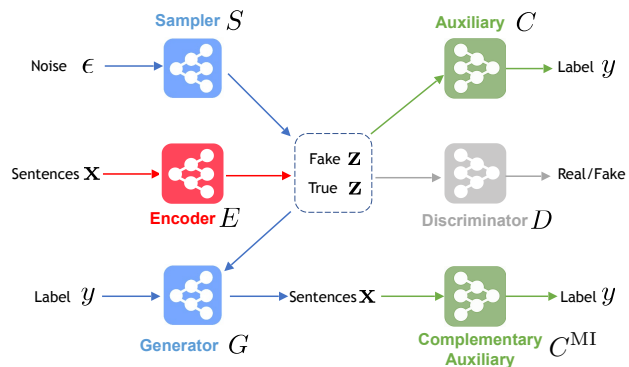 Sampler S
Auxiliary C
Noise ϵ
Label y
Fake z
True z
Sentences x
Real/Fake
Encoder E
Discriminator D
Label y
Sentences x
Label y
Generator G
Complementary
Auxiliary C^MI